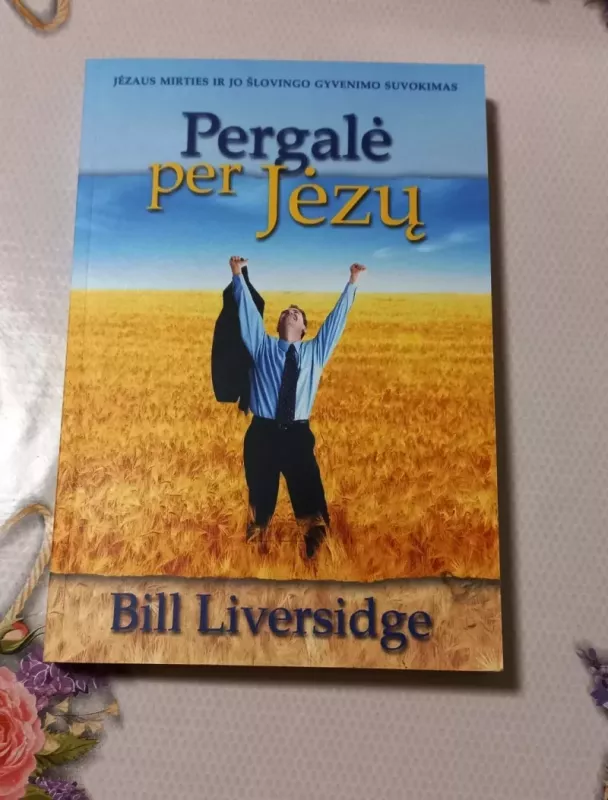 JĖZAUS MIRTIES IR JO ŠLOVINGO GYVENIMO SUVOKIMAS
Pergalė
per Jėzų
Bill Liversidge